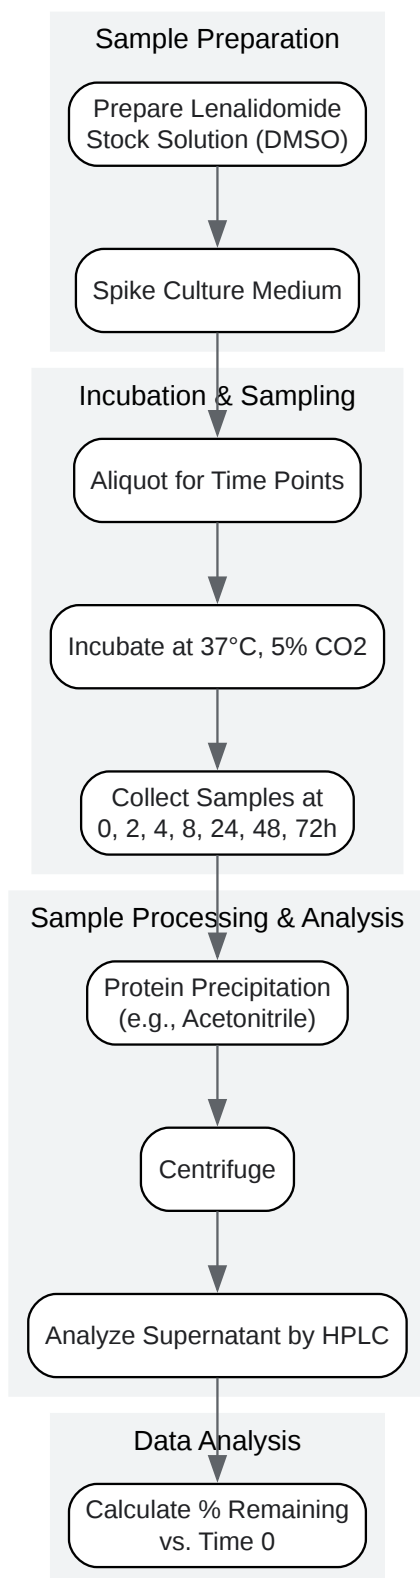 Sample Preparation
Prepare Lenalidomide
Stock Solution (DMSO)
Spike Culture Medium
Incubation & Sampling
Aliquot for Time Points
Incubate at 37°C, 5% CO2
Collect Samples at
0, 2, 4, 8, 24, 48, 72h
Sample Processing & Analysis
Protein Precipitation
(e.g., Acetonitrile)
Centrifuge
Analyze Supernatant by HPLC
Data Analysis
Calculate % Remaining
vs. Time 0